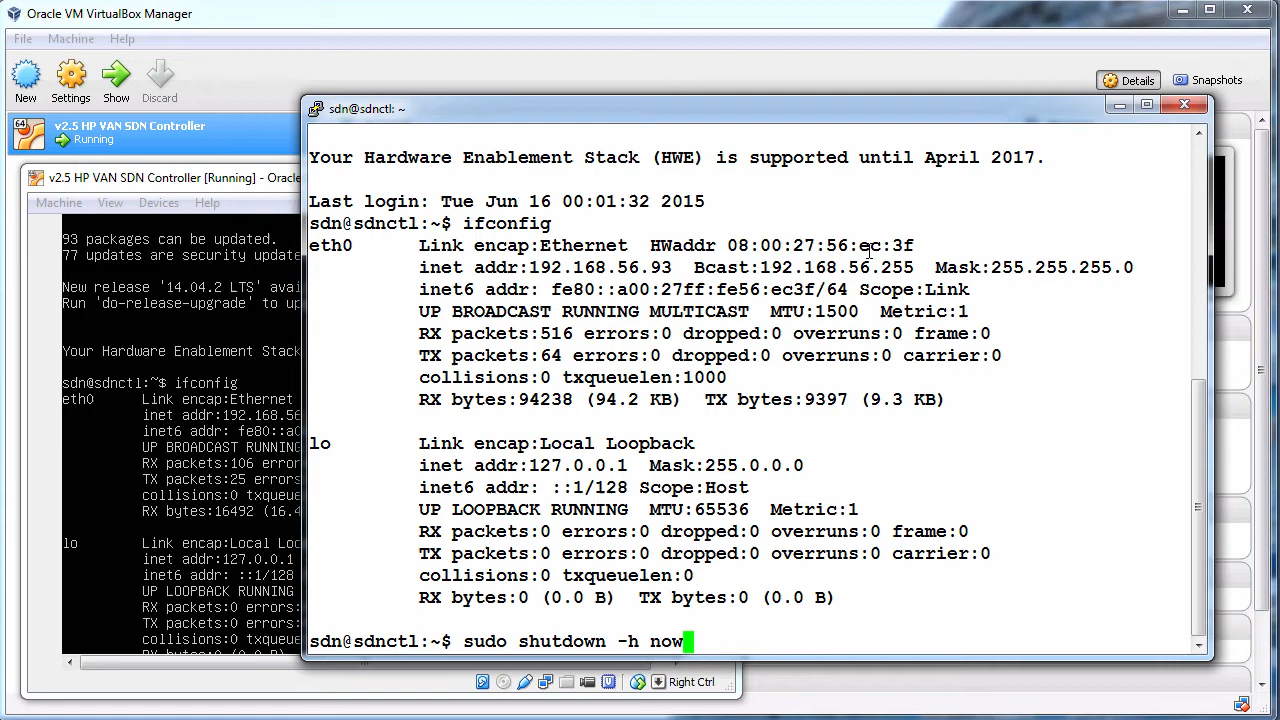 Oracle VM VirtualBox Manager
File Machine Help
New Settings Show Discard
Details Snapshots
64
v2.5 HP VAN SDN Controller
Running
v2.5 HP VAN SDN Controller [Running] - Oracle
Machine View Devices Help
93 packages can be updated.
77 updates are security update
New release '14.04.2 LTS' avai
Run 'do-release-upgrade' to up
Your Hardware Enablement Stack
sdn@sdnctl:~$ ifconfig
eth0 Link encap:Ethernet
inet addr:192.168.56
inet6 addr: fe80::a0
UP BROADCAST RUNNING
RX packets:106 error
TX packets:25 errors
collisions:0 txqueue
RX bytes:16492 (16.4
lo Link encap:Local Loo
inet addr:127.0.0.1
inet6 addr: ::1/128
UP LOOPBACK RUNNING
RX packets:0 errors:
TX packets:0 errors:
collisions:0 txqueue
RX bytes:0 (0.0 B)
Right Ctrl
sdn@sdnctl: ~
Your Hardware Enablement Stack (HWE) is supported until April 2017.
Last login: Tue Jun 16 00:01:32 2015
sdn@sdnctl:~$ ifconfig
eth0 Link encap:Ethernet HWaddr 08:00:27:56:ec:3f
inet addr:192.168.56.93 Bcast:192.168.56.255 Mask:255.255.255.0
inet6 addr: fe80::a00:27ff:fe56:ec3f/64 Scope:Link
UP BROADCAST RUNNING MULTICAST MTU:1500 Metric:1
RX packets:516 errors:0 dropped:0 overruns:0 frame:0
TX packets:64 errors:0 dropped:0 overruns:0 carrier:0
collisions:0 txqueuelen:1000
RX bytes:94238 (94.2 KB) TX bytes:9397 (9.3 KB)
lo Link encap:Local Loopback
inet addr:127.0.0.1 Mask:255.0.0.0
inet6 addr: ::1/128 Scope:Host
UP LOOPBACK RUNNING MTU:65536 Metric:1
RX packets:0 errors:0 dropped:0 overruns:0 frame:0
TX packets:0 errors:0 dropped:0 overruns:0 carrier:0
collisions:0 txqueuelen:0
RX bytes:0 (0.0 B) TX bytes:0 (0.0 B)
sdn@sdnctl:~$ sudo shutdown -h now